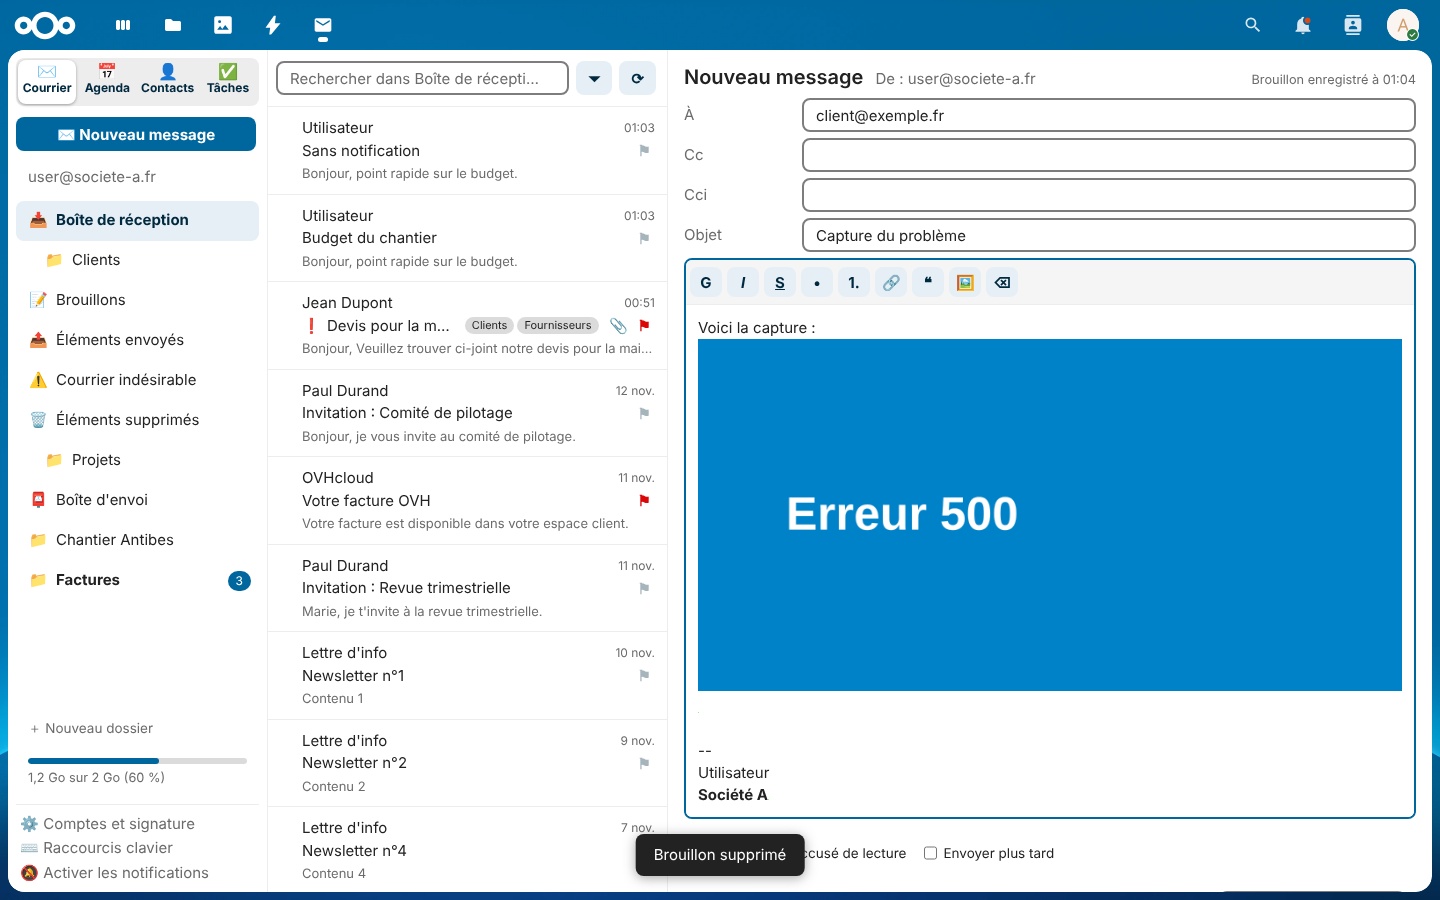 Courrier
Agenda
Contacts
Tâches
Nouveau message
user@societe-a.fr
Boîte de réception
Clients
Brouillons
Éléments envoyés
Courrier indésirable
Éléments supprimés
Projets
Boîte d'envoi
Chantier Antibes
Factures 3
+ Nouveau dossier
1,2 Go sur 2 Go (60 %)
Comptes et signature
Raccourcis clavier
Activer les notifications
Rechercher dans Boîte de récepti...
Utilisateur 01:03
Sans notification
Bonjour, point rapide sur le budget.
Utilisateur 01:03
Budget du chantier
Bonjour, point rapide sur le budget.
Jean Dupont 00:51
Devis pour la m... Clients Fournisseurs
Bonjour, Veuillez trouver ci-joint notre devis pour la mai...
Paul Durand 12 nov.
Invitation : Comité de pilotage
Bonjour, je vous invite au comité de pilotage.
OVHcloud 11 nov.
Votre facture OVH
Votre facture est disponible dans votre espace client.
Paul Durand 11 nov.
Invitation : Revue trimestrielle
Marie, je t'invite à la revue trimestrielle.
Lettre d'info 10 nov.
Newsletter n°1
Contenu 1
Lettre d'info 9 nov.
Newsletter n°2
Contenu 2
Lettre d'info 7 nov.
Newsletter n°4
Contenu 4
Nouveau message De : user@societe-a.fr Brouillon enregistré à 01:04
À client@exemple.fr
Cc
Cci
Objet Capture du problème
G I S • 1. ❝
Voici la capture :
Erreur 500
--
Utilisateur
Société A
ccusé de lecture Envoyer plus tard
Brouillon supprimé
A